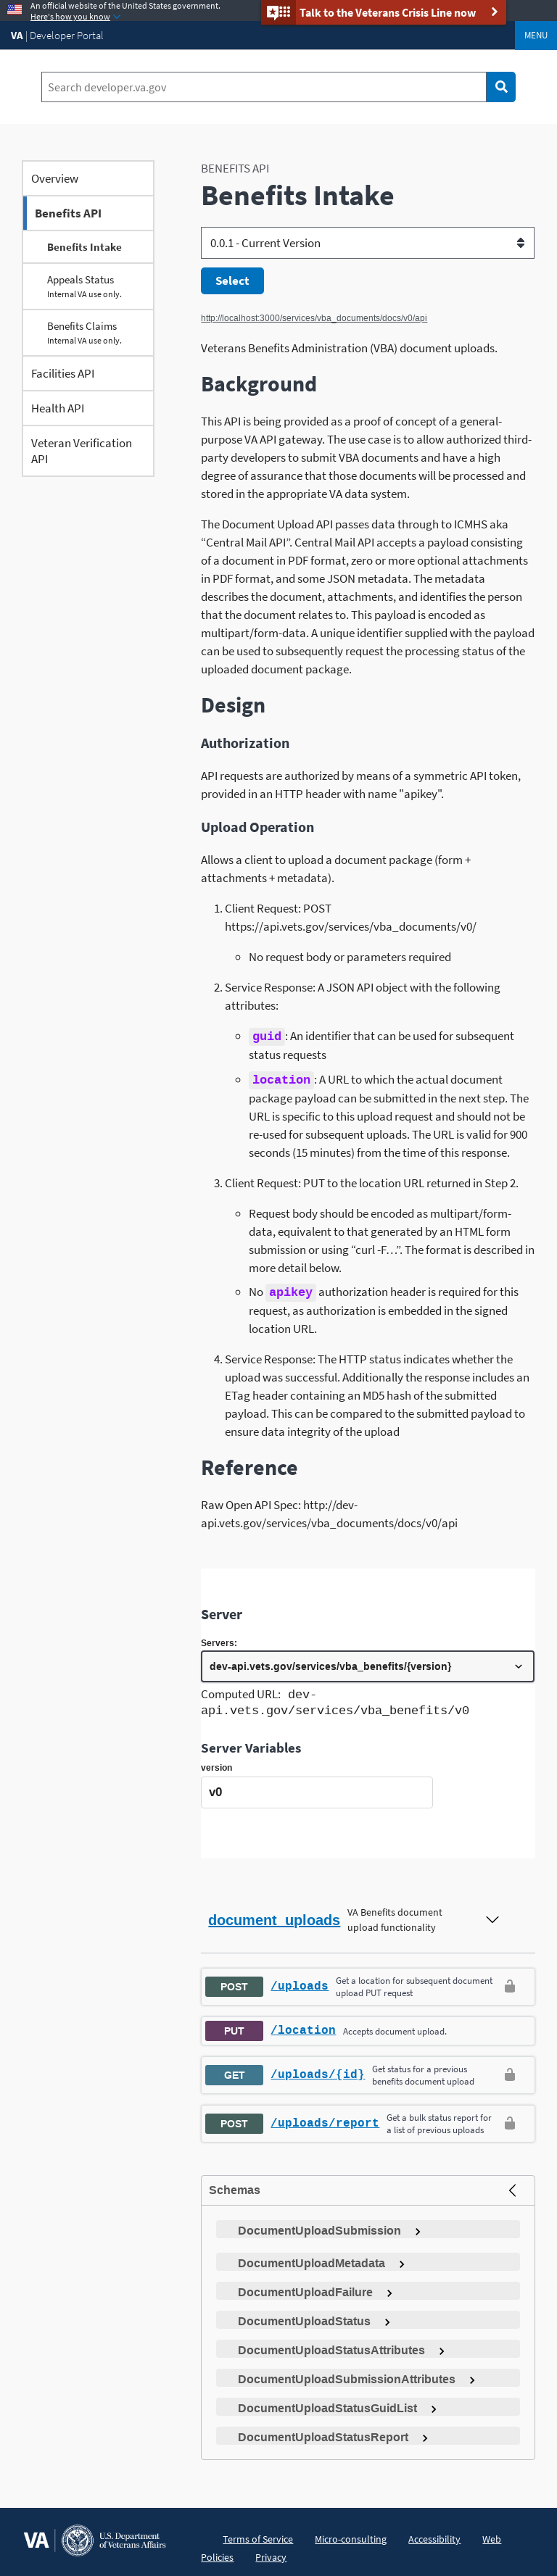 An official website of the United States government.
Here's how you know
Talk to the Veterans Crisis Line now
VA | Developer Portal
MENU
Search developer.va.gov
Overview
Benefits API
Benefits Intake
Appeals Status
Internal VA use only.
Benefits Claims
Internal VA use only.
Facilities API
Health API
Veteran Verification
API
BENEFITS API
Benefits Intake
0.0.1 - Current Version
Select
http://localhost:3000/services/vba_documents/docs/v0/api
Veterans Benefits Administration (VBA) document uploads.
Background
This API is being provided as a proof of concept of a general-
purpose VA API gateway. The use case is to allow authorized third-
party developers to submit VBA documents and have a high
degree of assurance that those documents will be processed and
stored in the appropriate VA data system.
The Document Upload API passes data through to ICMHS aka
“Central Mail API”. Central Mail API accepts a payload consisting
of a document in PDF format, zero or more optional attachments
in PDF format, and some JSON metadata. The metadata
describes the document, attachments, and identifies the person
that the document relates to. This payload is encoded as
multipart/form-data. A unique identifier supplied with the payload
can be used to subsequently request the processing status of the
uploaded document package.
Design
Authorization
API requests are authorized by means of a symmetric API token,
provided in an HTTP header with name "apikey".
Upload Operation
Allows a client to upload a document package (form +
attachments + metadata).
1. Client Request: POST
https://api.vets.gov/services/vba_documents/v0/
No request body or parameters required
2. Service Response: A JSON API object with the following
attributes:
guid: An identifier that can be used for subsequent
status requests
location: A URL to which the actual document
package payload can be submitted in the next step. The
URL is specific to this upload request and should not be
re-used for subsequent uploads. The URL is valid for 900
seconds (15 minutes) from the time of this response.
3. Client Request: PUT to the location URL returned in Step 2.
Request body should be encoded as multipart/form-
data, equivalent to that generated by an HTML form
submission or using “curl -F…”. The format is described in
more detail below.
No apikey authorization header is required for this
request, as authorization is embedded in the signed
location URL.
4. Service Response: The HTTP status indicates whether the
upload was successful. Additionally the response includes an
ETag header containing an MD5 hash of the submitted
payload. This can be compared to the submitted payload to
ensure data integrity of the upload
Reference
Raw Open API Spec: http://dev-
api.vets.gov/services/vba_documents/docs/v0/api
Server
Servers:
dev-api.vets.gov/services/vba_benefits/{version}
Computed URL: dev-
api.vets.gov/services/vba_benefits/v0
Server Variables
version
v0
document_uploads VA Benefits document
upload functionality
POST /uploads Get a location for subsequent document
upload PUT request
PUT /location Accepts document upload.
GET /uploads/{id} Get status for a previous
benefits document upload
POST /uploads/report Get a bulk status report for
a list of previous uploads
Schemas
DocumentUploadSubmission
DocumentUploadMetadata
DocumentUploadFailure
DocumentUploadStatus
DocumentUploadStatusAttributes
DocumentUploadSubmissionAttributes
DocumentUploadStatusGuidList
DocumentUploadStatusReport
VA
U.S. Department
of Veterans Affairs
Terms of Service Micro-consulting Accessibility Web
Policies Privacy